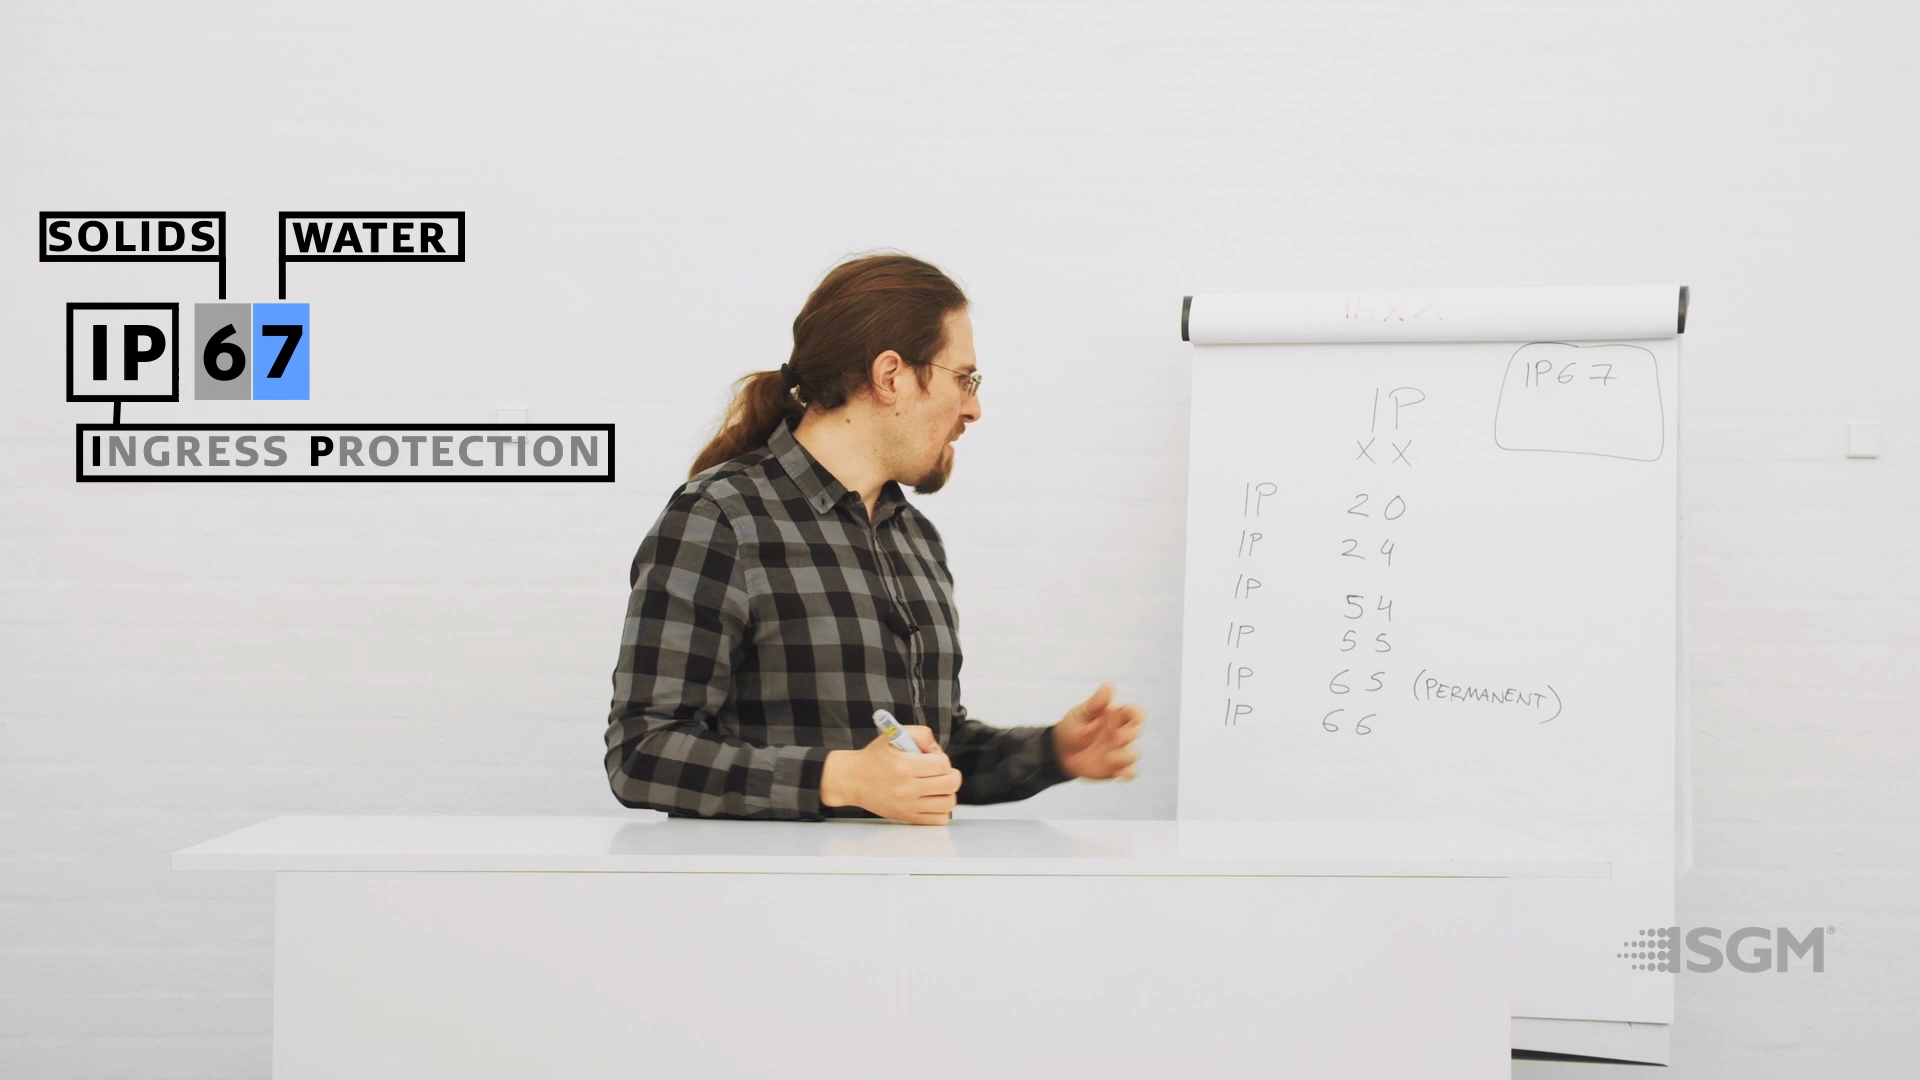 SOLIDS WATER
IP 67
INGRESS PROTECTION
IP67
IP
XX
IP 20
IP 24
IP 54
IP 55
IP 65 (PERMANENT)
IP 66
SGM®